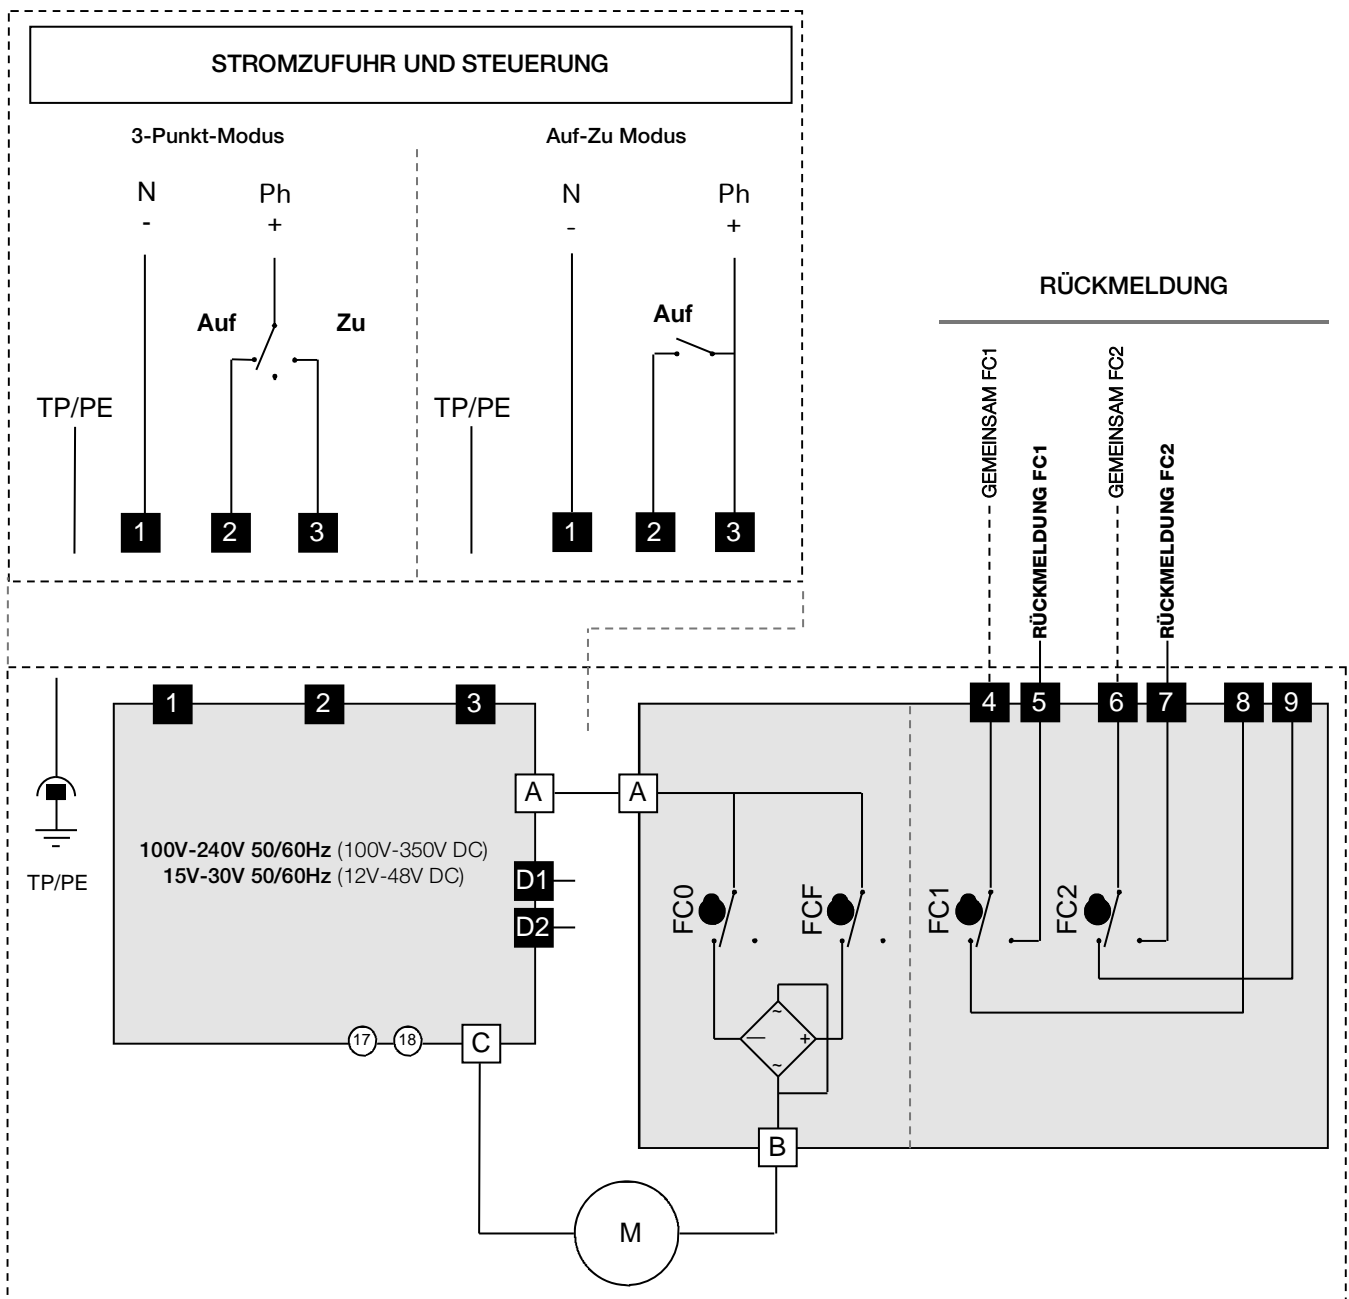 STROMZUFUHR UND STEUERUNG
3-Punkt-Modus
Auf-Zu Modus
N
Ph
-
+
N
Ph
-
+
Auf
Zu
Auf
TP/PE
TP/PE
1
2
3
1
2
3
RÜCKMELDUNG
GEMEINSAM FC1
RÜCKMELDUNG FC1
GEMEINSAM FC2
RÜCKMELDUNG FC2
1
2
3
4
5
6
7
8
9
A
A
100V-240V 50/60Hz (100V-350V DC)
15V-30V 50/60Hz (12V-48V DC)
TP/PE
D1
D2
FC0
FCF
FC1
FC2
~
—
+
~
17
18
C
B
M